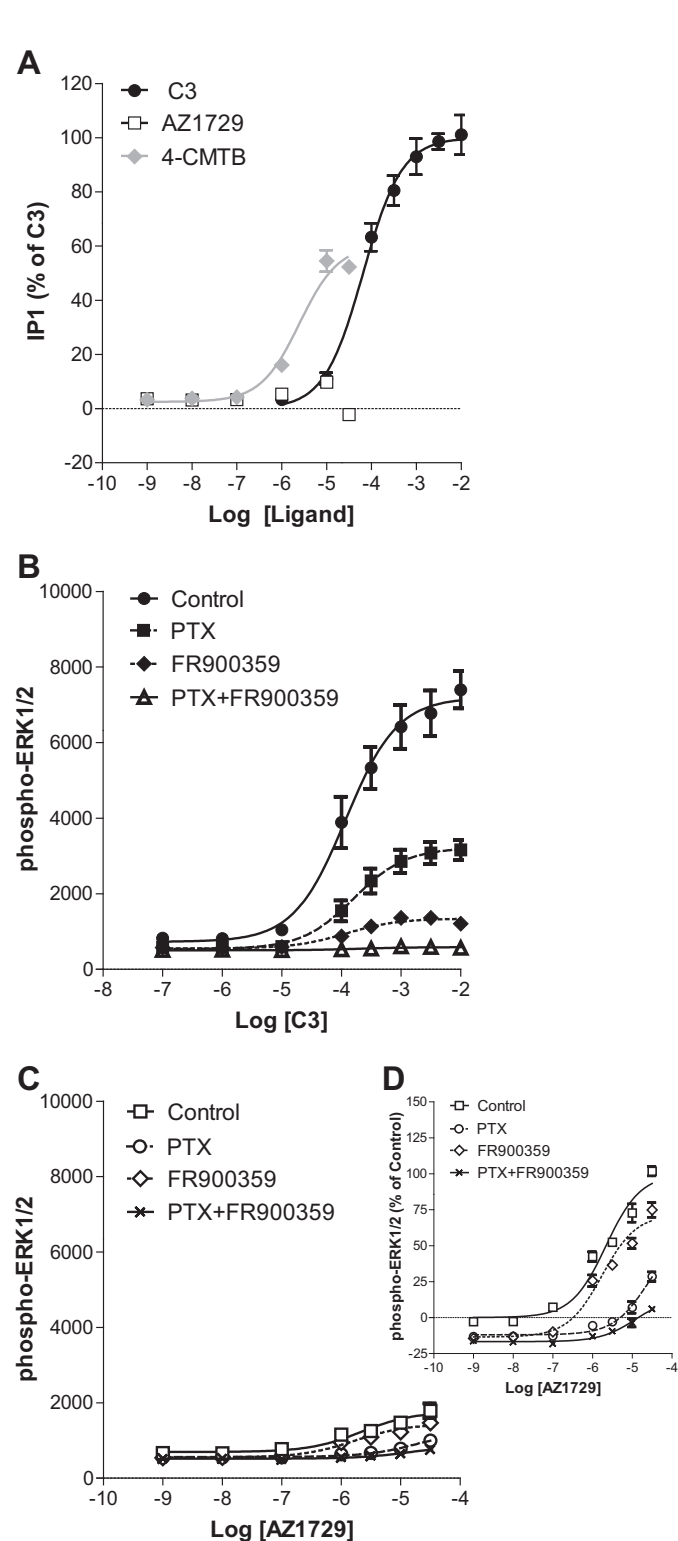 A
120
100
80
60
40
20
0
-20
IP1 (% of C3)
C3
AZ1729
4-CMTB
-10 -9 -8 -7 -6 -5 -4 -3 -2
Log [Ligand]
B
10000
8000
6000
4000
2000
0
phospho-ERK1/2
Control
PTX
FR900359
PTX+FR900359
-8 -7 -6 -5 -4 -3 -2
Log [C3]
C
10000
8000
6000
4000
2000
0
phospho-ERK1/2
Control
PTX
FR900359
PTX+FR900359
-10 -9 -8 -7 -6 -5 -4
Log [AZ1729]
D
150
125
100
75
50
25
0
-25
phospho-ERK1/2 (% of Control)
Control
PTX
FR900359
PTX+FR900359
-10 -9 -8 -7 -6 -5 -4
Log [AZ1729]